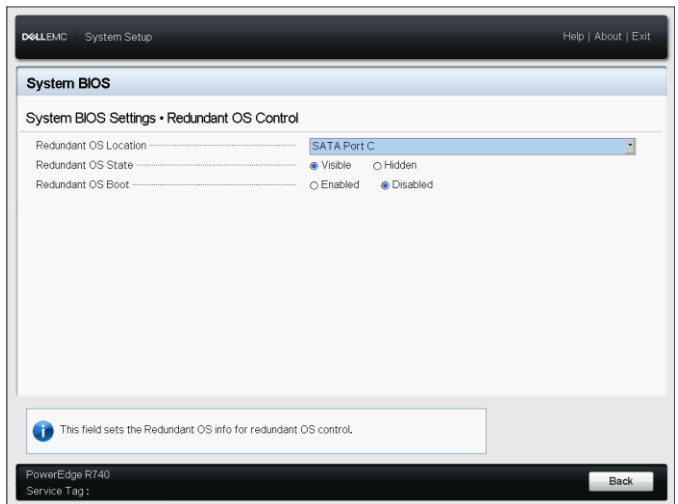 DELLEMC System Setup Help | About | Exit
System BIOS
System BIOS Settings • Redundant OS Control
Redundant OS Location SATA Port C
Redundant OS State Visible Hidden
Redundant OS Boot Enabled Disabled
This field sets the Redundant OS info for redundant OS control.
PowerEdge R740
Service Tag :
Back